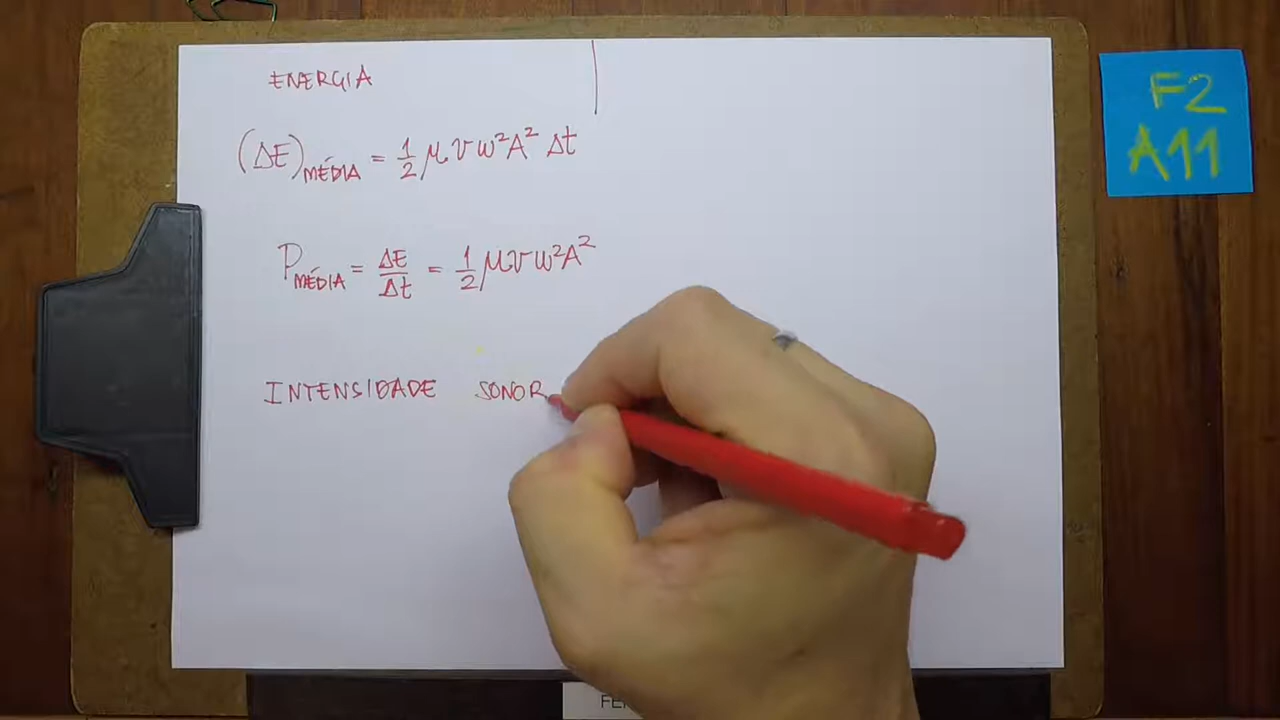 ENERGIA
(ΔE)MÉDIA = 1/2 μ v ω² A² Δt
PMÉDIA = ΔE/Δt = 1/2 μ v ω² A²
INTENSIDADE SONOR
F2
A11